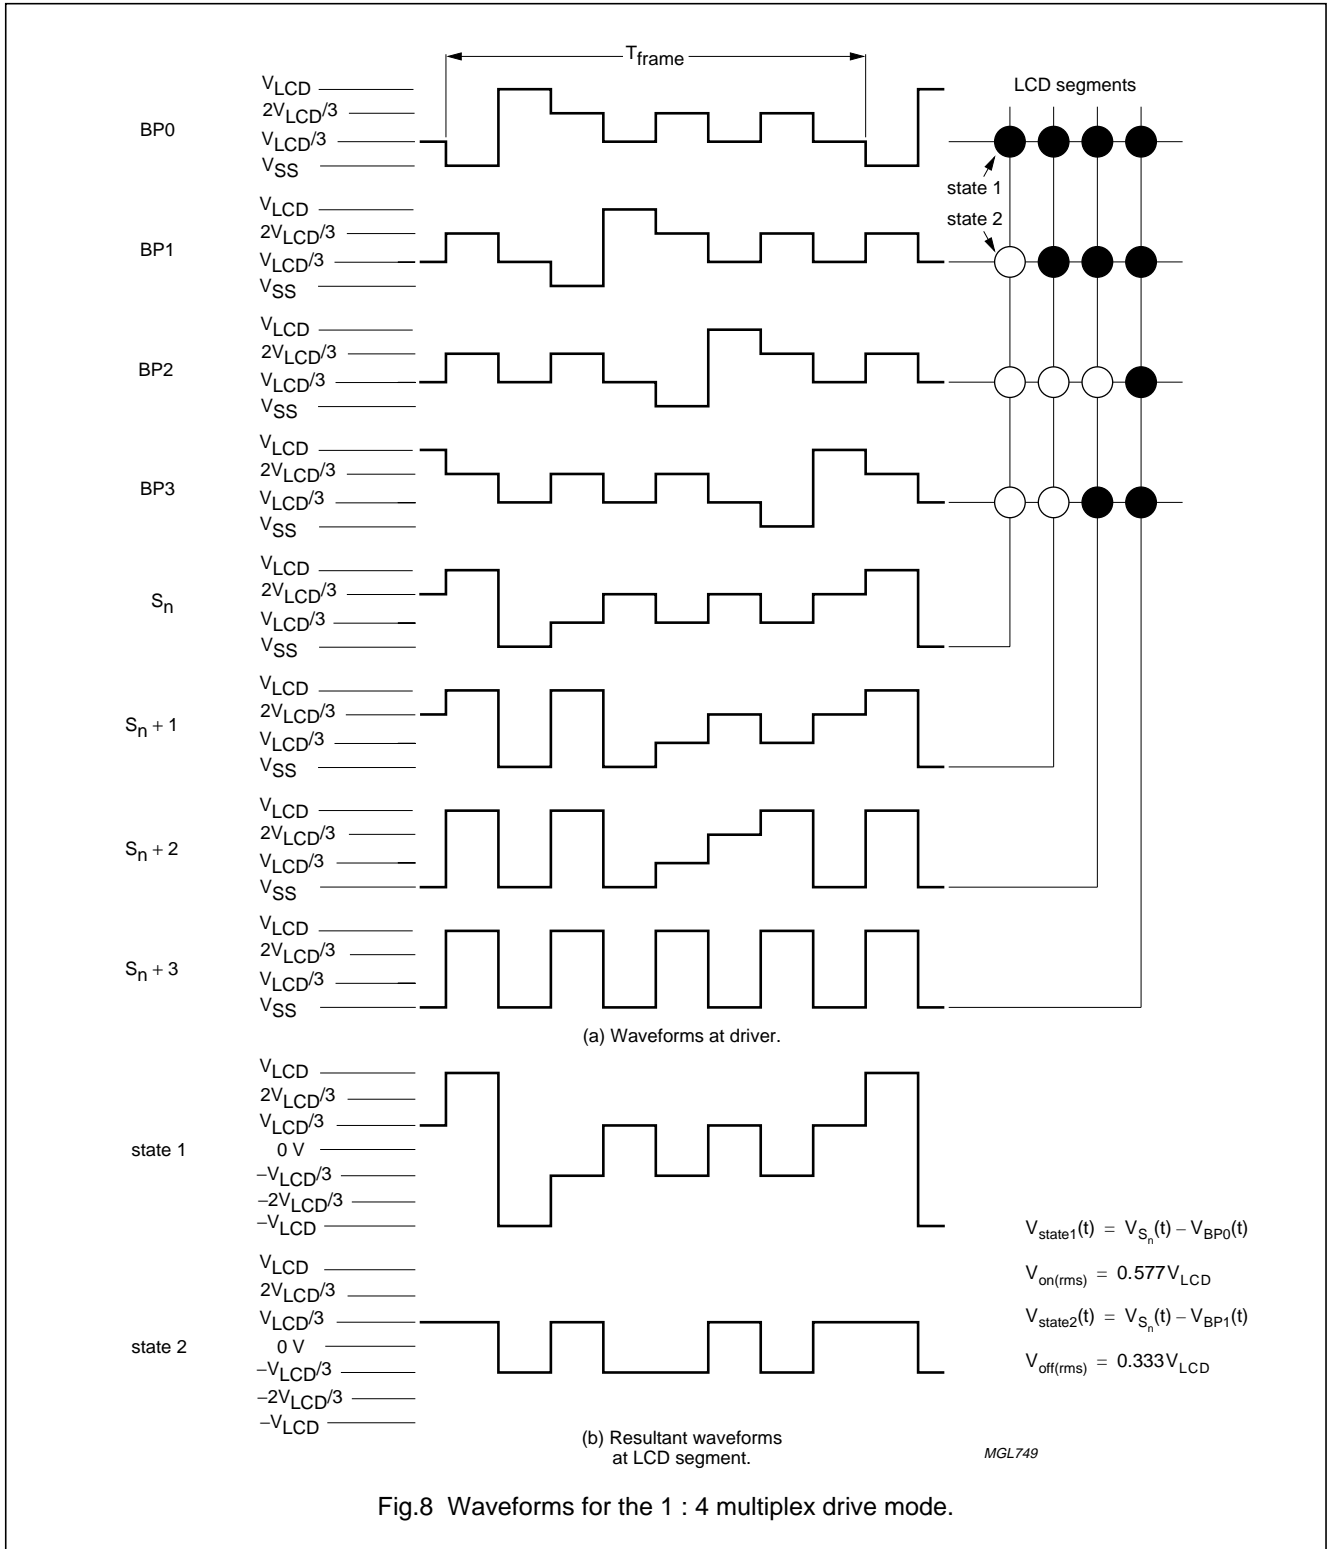 Tframe
LCD segments
BP0
VLCD
2VLCD/3
VLCD/3
VSS
state 1
state 2
BP1
VLCD
2VLCD/3
VLCD/3
VSS
BP2
VLCD
2VLCD/3
VLCD/3
VSS
BP3
VLCD
2VLCD/3
VLCD/3
VSS
Sn
VLCD
2VLCD/3
VLCD/3
VSS
Sn + 1
VLCD
2VLCD/3
VLCD/3
VSS
Sn + 2
VLCD
2VLCD/3
VLCD/3
VSS
Sn + 3
VLCD
2VLCD/3
VLCD/3
VSS
(a) Waveforms at driver.
state 1
VLCD
2VLCD/3
VLCD/3
0 V
−VLCD/3
−2VLCD/3
−VLCD
state 2
VLCD
2VLCD/3
VLCD/3
0 V
−VLCD/3
−2VLCD/3
−VLCD
Vstate1(t) = VSn(t) − VBP0(t)
Von(rms) = 0.577VLCD
Vstate2(t) = VSn(t) − VBP1(t)
Voff(rms) = 0.333VLCD
(b) Resultant waveforms
at LCD segment.
MGL749
Fig.8 Waveforms for the 1 : 4 multiplex drive mode.